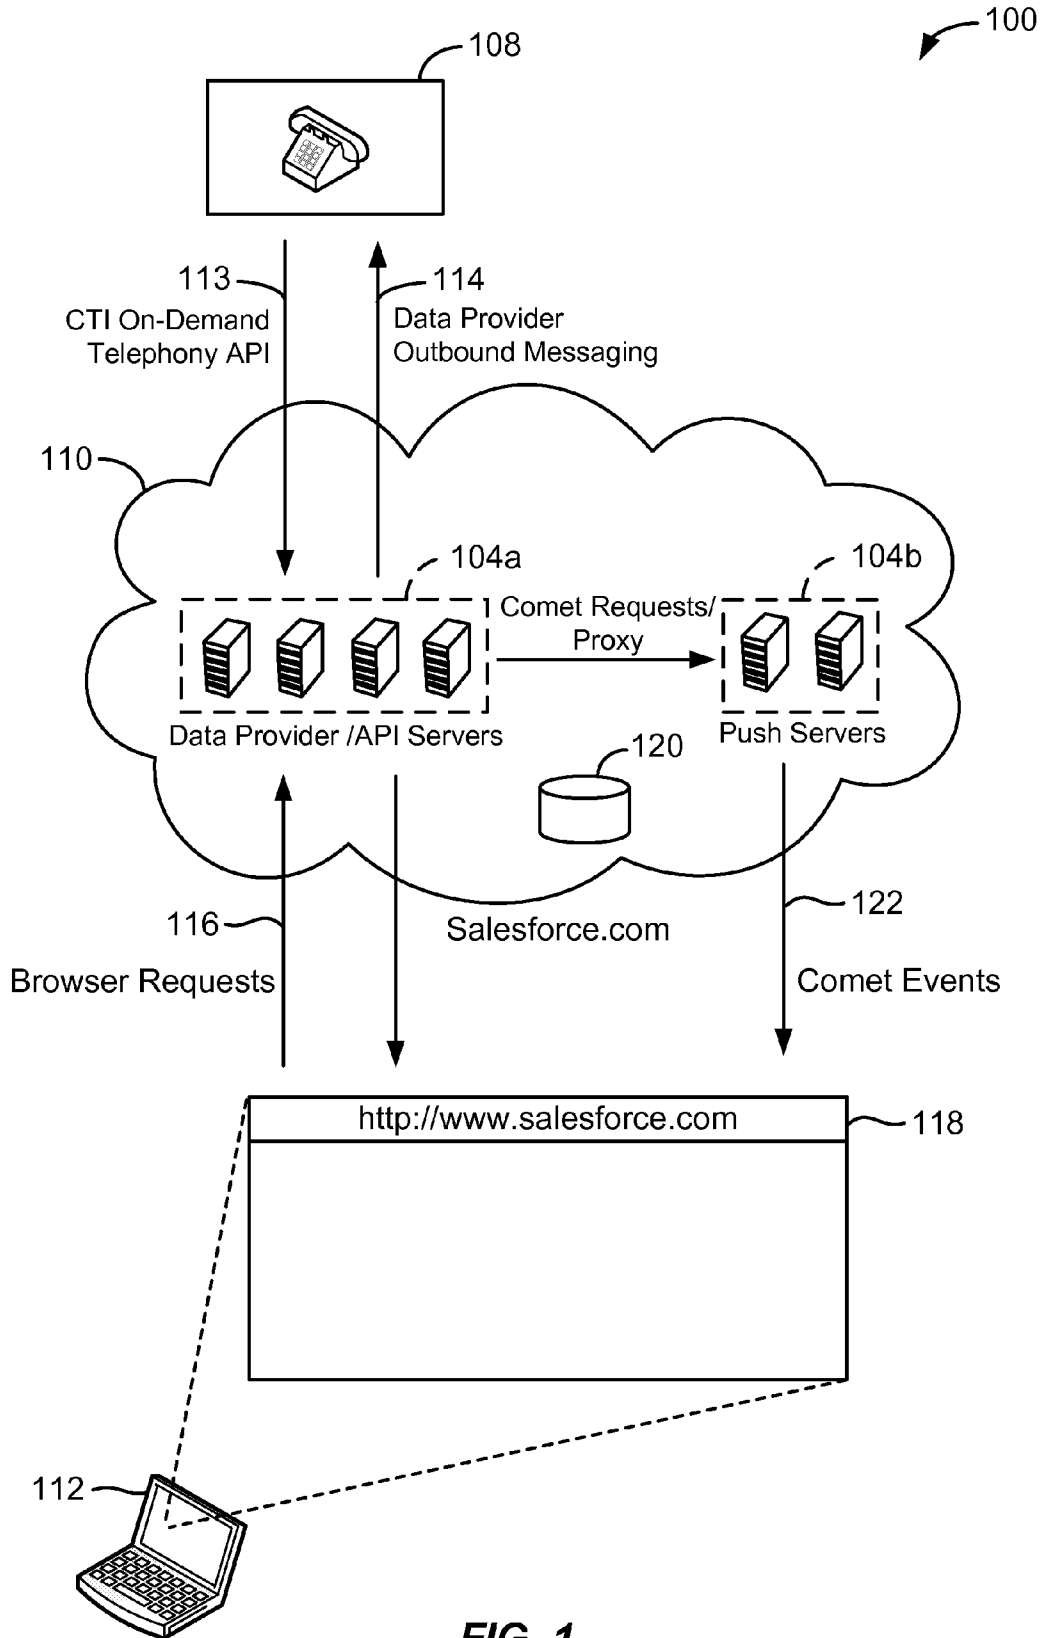 100
108
113
CTI On-Demand
Telephony API
114
Data Provider
Outbound Messaging
110
104a
104b
Comet Requests/
Proxy
Data Provider /API Servers
Push Servers
120
116
Browser Requests
Salesforce.com
122
Comet Events
http://www.salesforce.com
118
112
FIG. 1